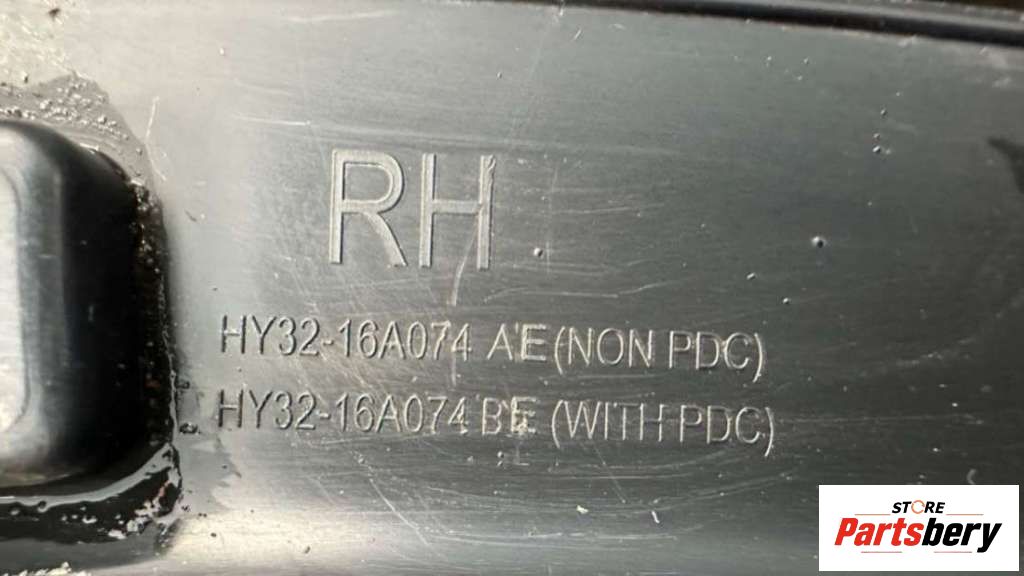 RH
HY32-16A074 AE (NON PDC)
HY32-16A074 BE (WITH PDC)
STORE
Partsbery